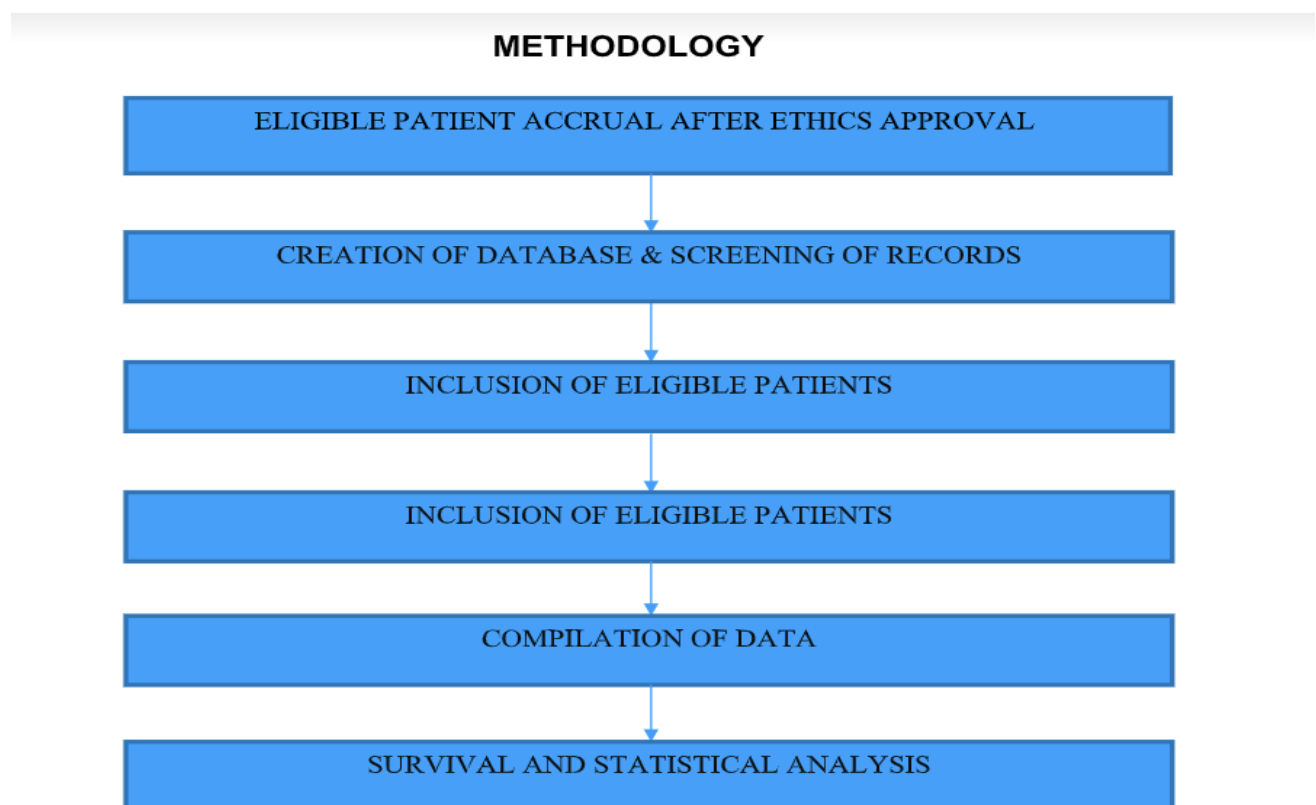 METHODOLOGY
ELIGIBLE PATIENT ACCRUAL AFTER ETHICS APPROVAL
CREATION OF DATABASE & SCREENING OF RECORDS
INCLUSION OF ELIGIBLE PATIENTS
INCLUSION OF ELIGIBLE PATIENTS
COMPILATION OF DATA
SURVIVAL AND STATISTICAL ANALYSIS